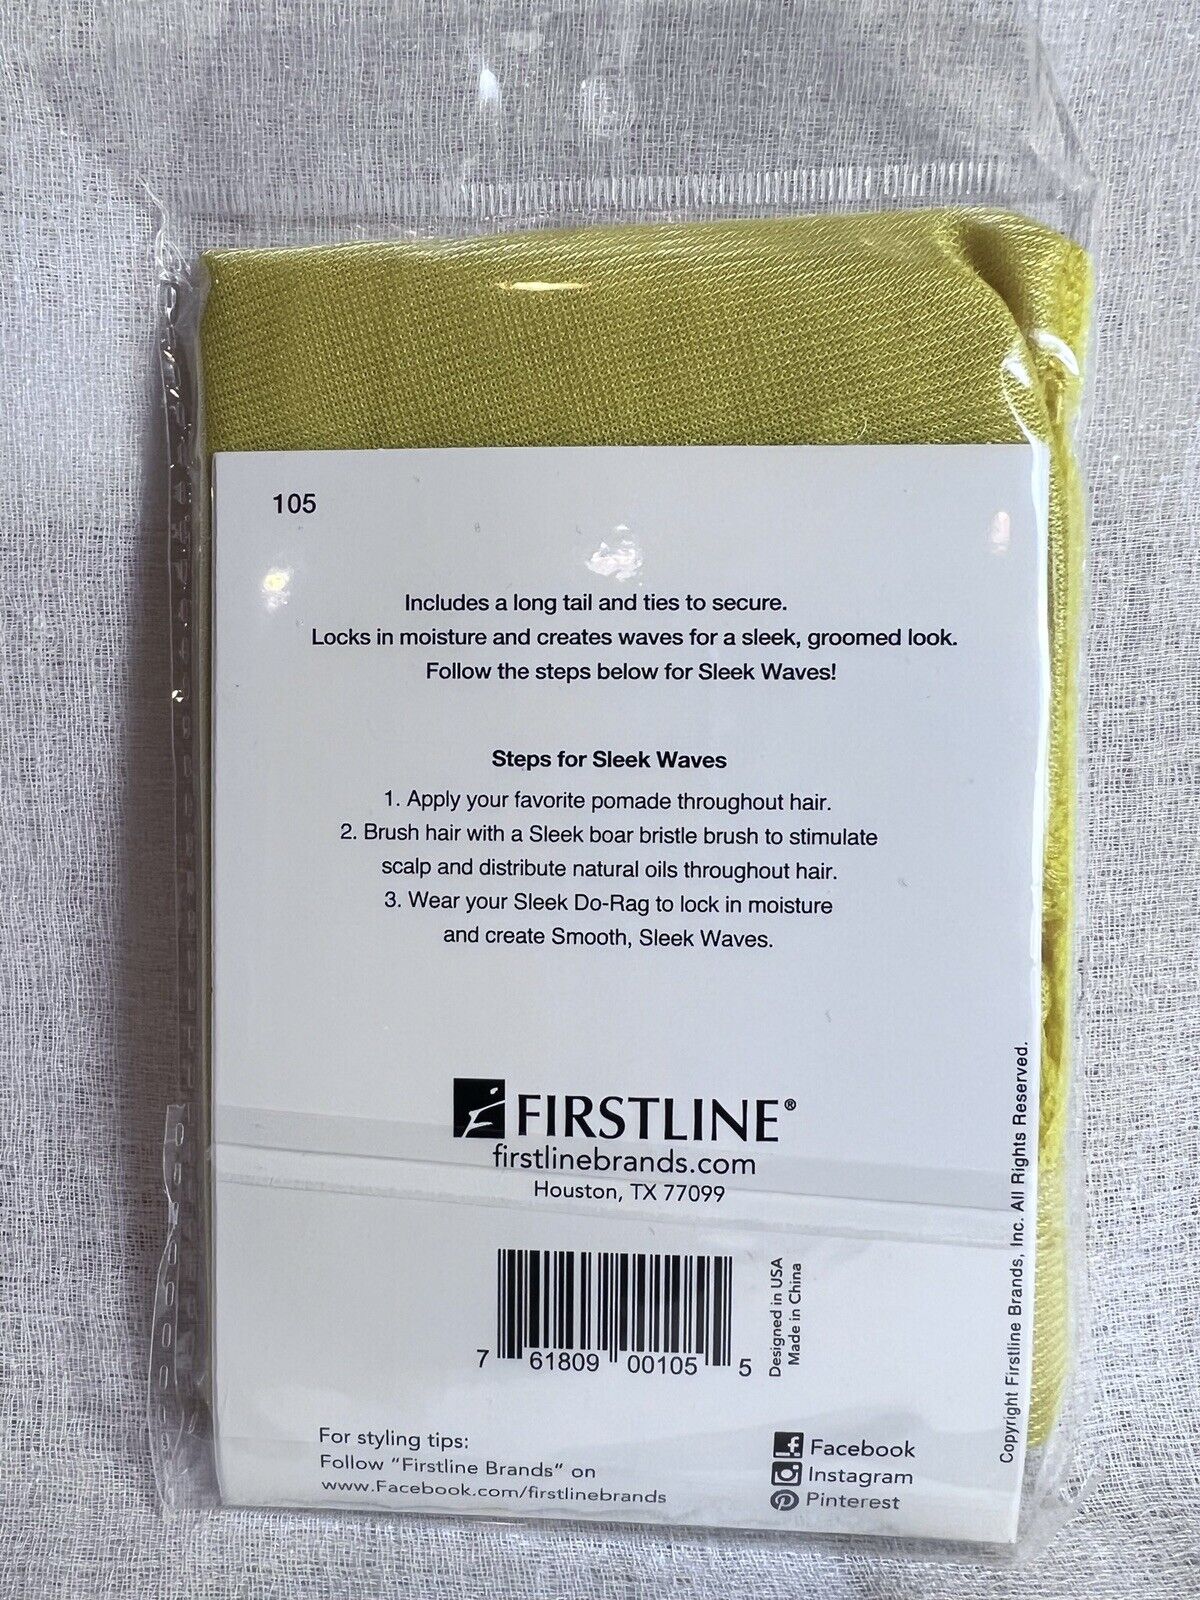 105
Includes a long tail and ties to secure.
Locks in moisture and creates waves for a sleek, groomed look.
Follow the steps below for Sleek Waves!
Steps for Sleek Waves
1. Apply your favorite pomade throughout hair.
2. Brush hair with a Sleek boar bristle brush to stimulate
scalp and distribute natural oils throughout hair.
3. Wear your Sleek Do-Rag to lock in moisture
and create Smooth, Sleek Waves.
FIRSTLINE®
firstlinebrands.com
Houston, TX 77099
7 61809 00105 5
Designed in USA
Made in China
Copyright Firstline Brands, Inc. All Rights Reserved.
For styling tips:
Follow "Firstline Brands" on
www.Facebook.com/firstlinebrands
Facebook
Instagram
Pinterest